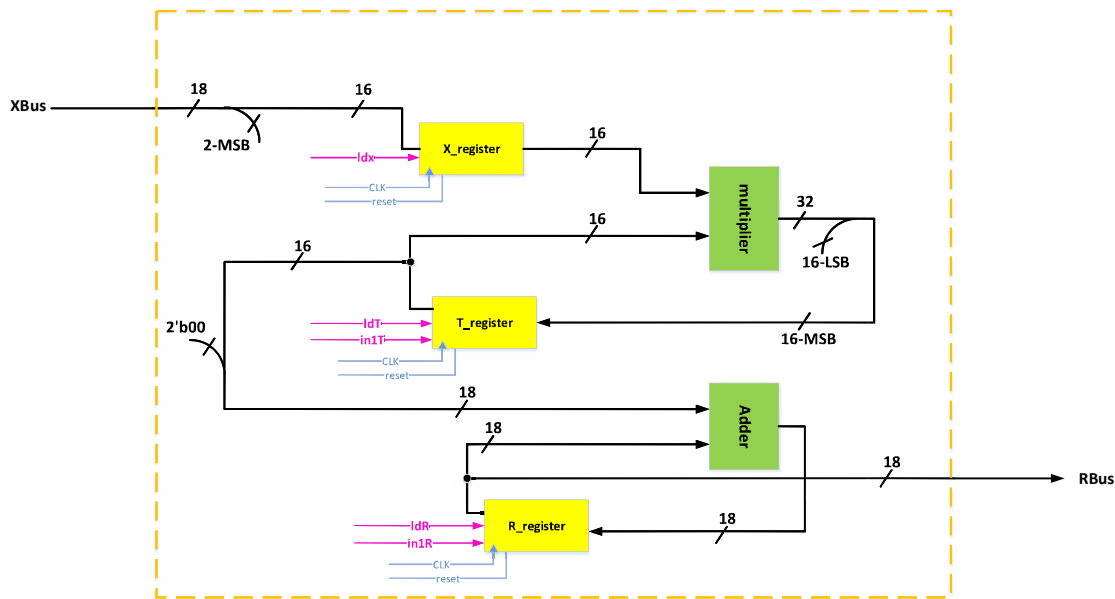 18
16
XBus
2-MSB
X_register
16
ldx
CLK
reset
multiplier
32
16
16
16-LSB
2'b00
ldT
T_register
in1T
16-MSB
CLK
reset
18
Adder
18
18
RBus
ldR
R_register
18
in1R
CLK
reset